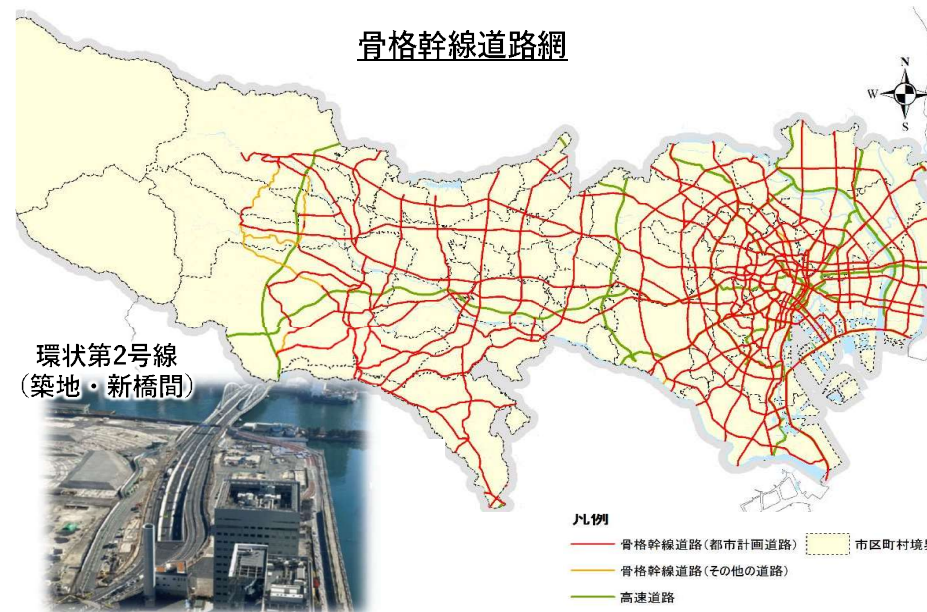 骨格幹線道路網
N
W
S
環状第2号線
(築地・新橋間)
凡例
骨格幹線道路(都市計画道路)
市区町村境界
骨格幹線道路(その他の道路)
高速道路